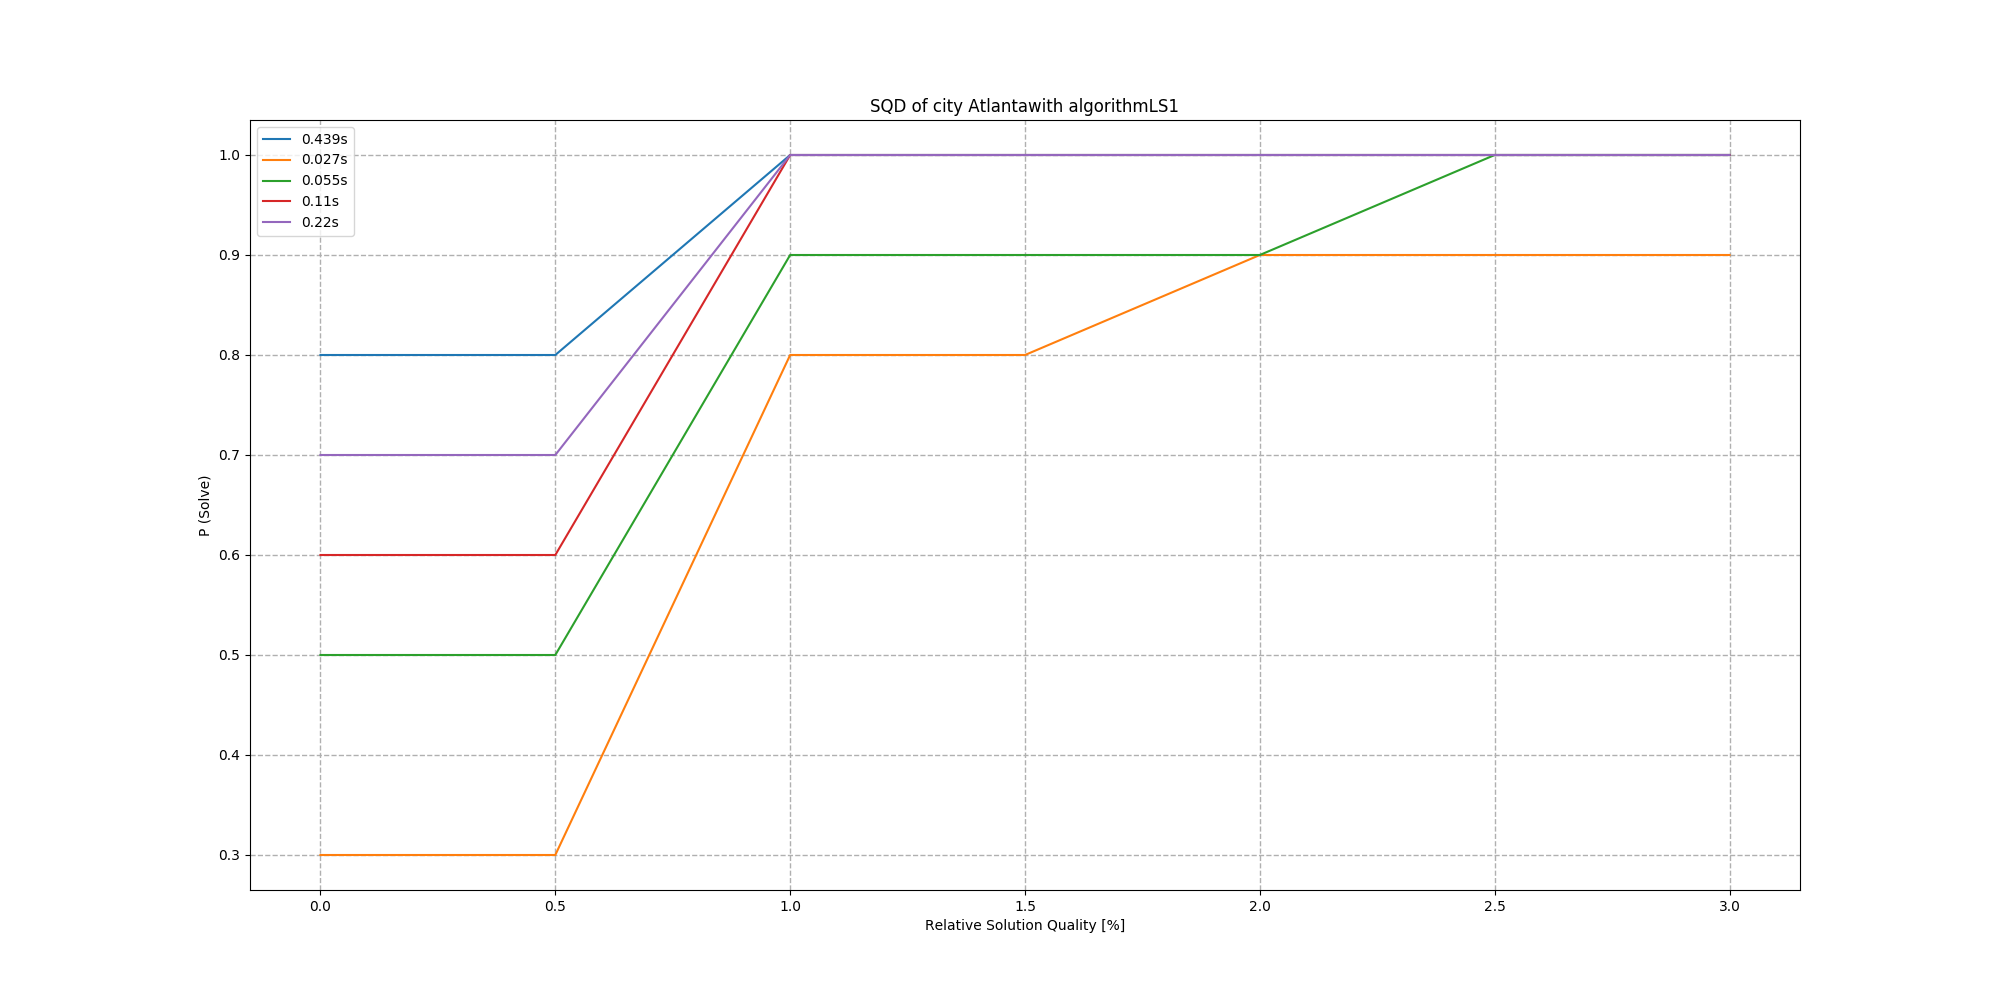 SQD of city Atlantawith algorithmLS1
0.439s
0.027s
0.055s
0.11s
0.22s
1.0
0.9
0.8
0.7
0.6
0.5
0.4
0.3
P (Solve)
0.0 0.5 1.0 1.5 2.0 2.5 3.0
Relative Solution Quality [%]